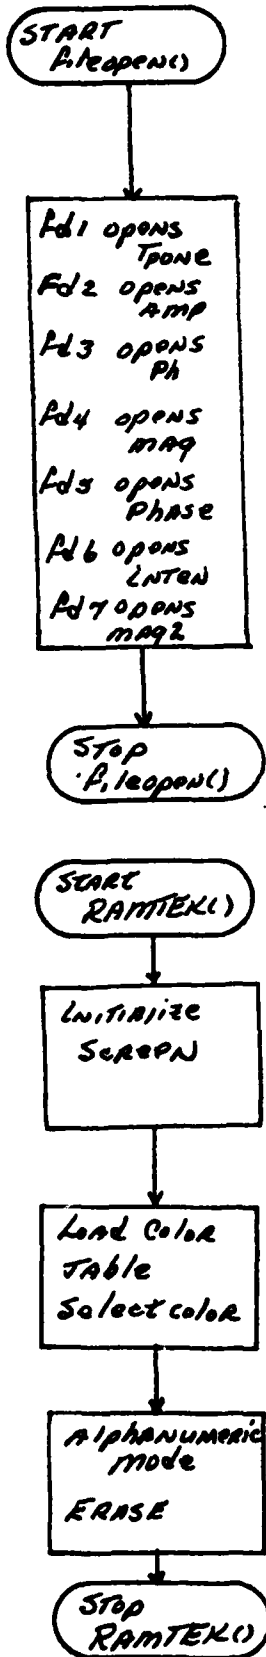 START
fileopen()
fd1 opens
Tpone
Fd2 opens
Amp
fd3 opens
Ph
fd4 opens
mag
fd5 opens
Phase
fd6 opens
Inten
fd7 opens
mag2
STOP
fileopen()
START
RAMTEK()
Initialize
Screen
Load Color
Table
Select color
Alphanumeric
Mode
ERASE
STOP
RAMTEK()